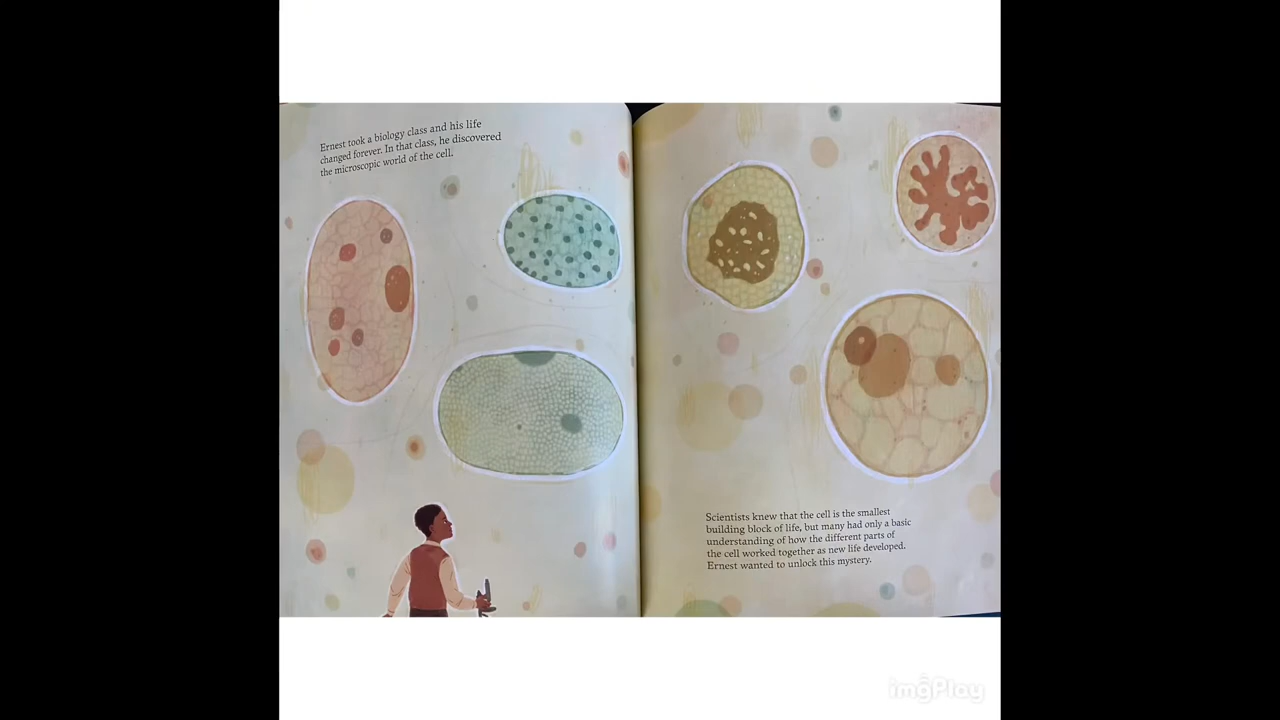 Ernest took a biology class and his life
changed forever. In that class, he discovered
the microscopic world of the cell.
Scientists knew that the cell is the smallest
building block of life, but many had only a basic
understanding of how the different parts of
the cell worked together as new life developed.
Ernest wanted to unlock this mystery.
imgPlay